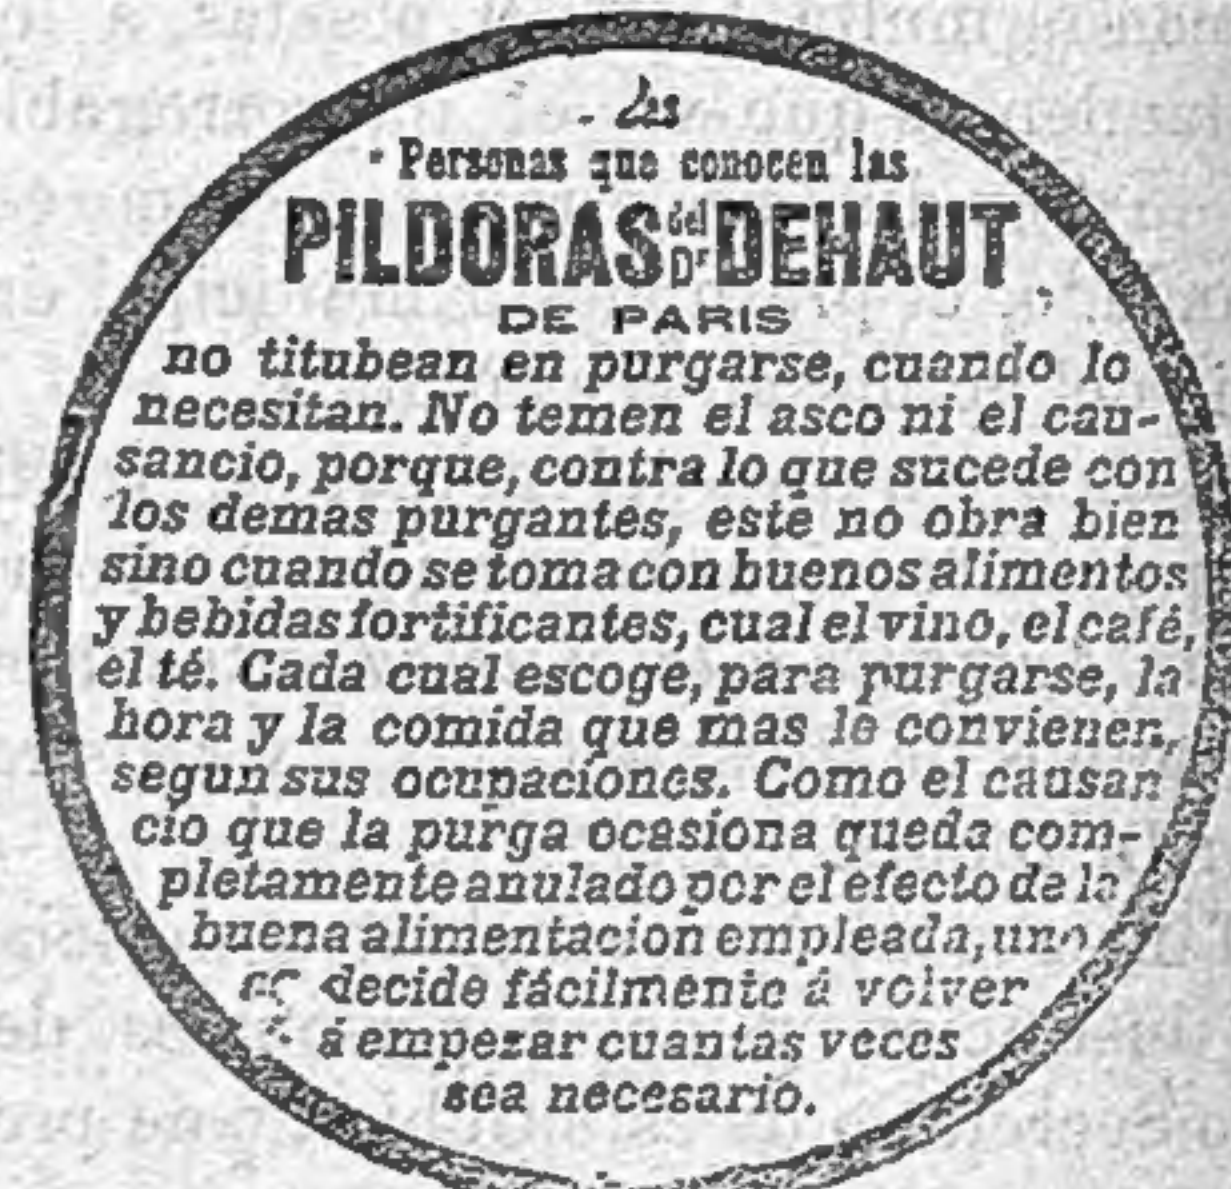 Las
Personas que conocen las
PILDORAS del Dr DEHAUT
DE PARIS
no titubean en purgarse, cuando lo
necesitan. No temen el asco ni el cau-
sancio, porque, contra lo que sucede con
los demas purgantes, este no obra bien
sino cuando se toma con buenos alimentos
y bebidas fortificantes, cual el vino, el café,
el té. Cada cual escoge, para purgarse, la
hora y la comida que mas le convienen,
segun sus ocupaciones. Como el causan
cio que la purga ocasiona queda com-
pletamente anulado por el efecto de la
buena alimentacion empleada, uno
se decide fácilmente á volver
á empezar cuantas veces
sea necesario.